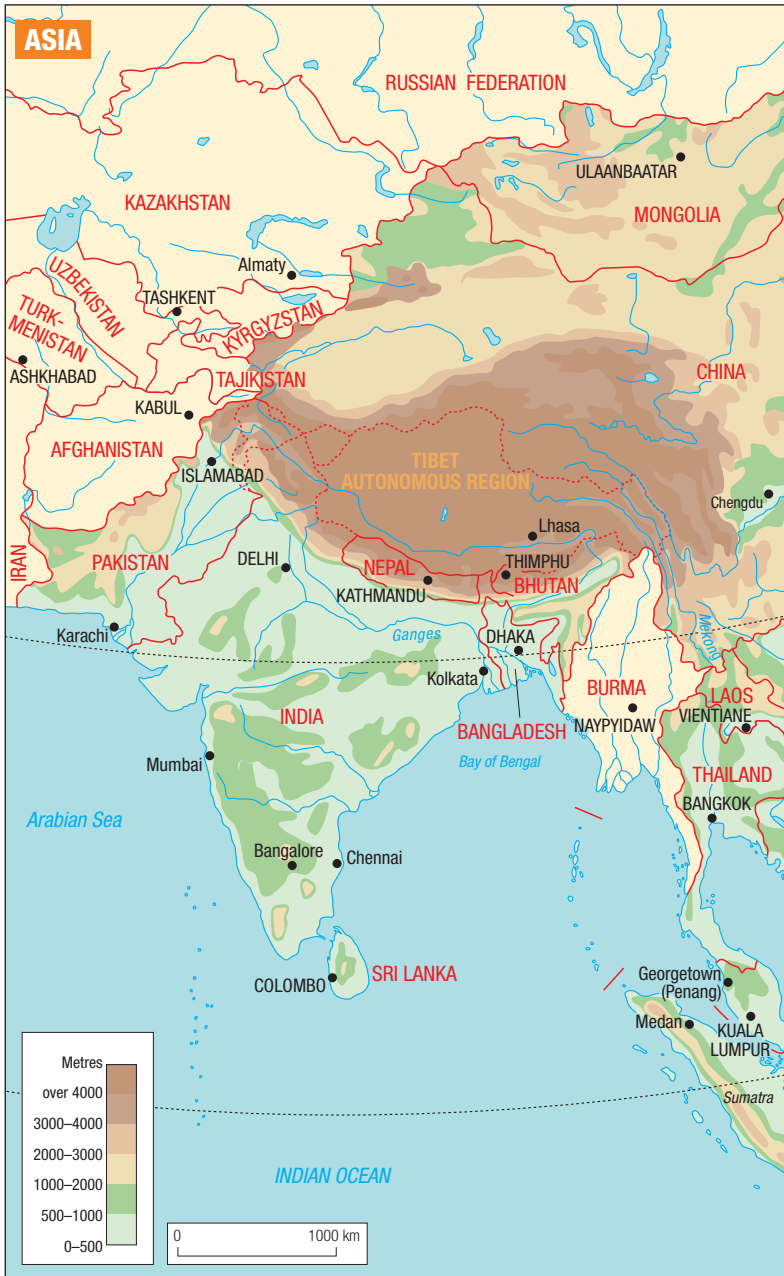 ASIA
RUSSIAN FEDERATION
ULAANBAATAR
KAZAKHSTAN
MONGOLIA
Almaty
UZBEKISTAN
TASHKENT
KYRGYZSTAN
TURK-
MENISTAN
ASHKHABAD
TAJIKISTAN
CHINA
KABUL
AFGHANISTAN
TIBET
AUTONOMOUS REGION
ISLAMABAD
Chengdu
Lhasa
IRAN
PAKISTAN
DELHI
NEPAL
THIMPHU
BHUTAN
KATHMANDU
Karachi
Ganges
DHAKA
Mekong
Kolkata
BURMA
LAOS
INDIA
NAYPYIDAW
VIENTIANE
BANGLADESH
Mumbai
Bay of Bengal
THAILAND
Arabian Sea
BANGKOK
Bangalore
Chennai
SRI LANKA
COLOMBO
Georgetown
(Penang)
Medan
KUALA
LUMPUR
Sumatra
INDIAN OCEAN
Metres
over 4000
3000–4000
2000–3000
1000–2000
500–1000
0–500
0
1000 km